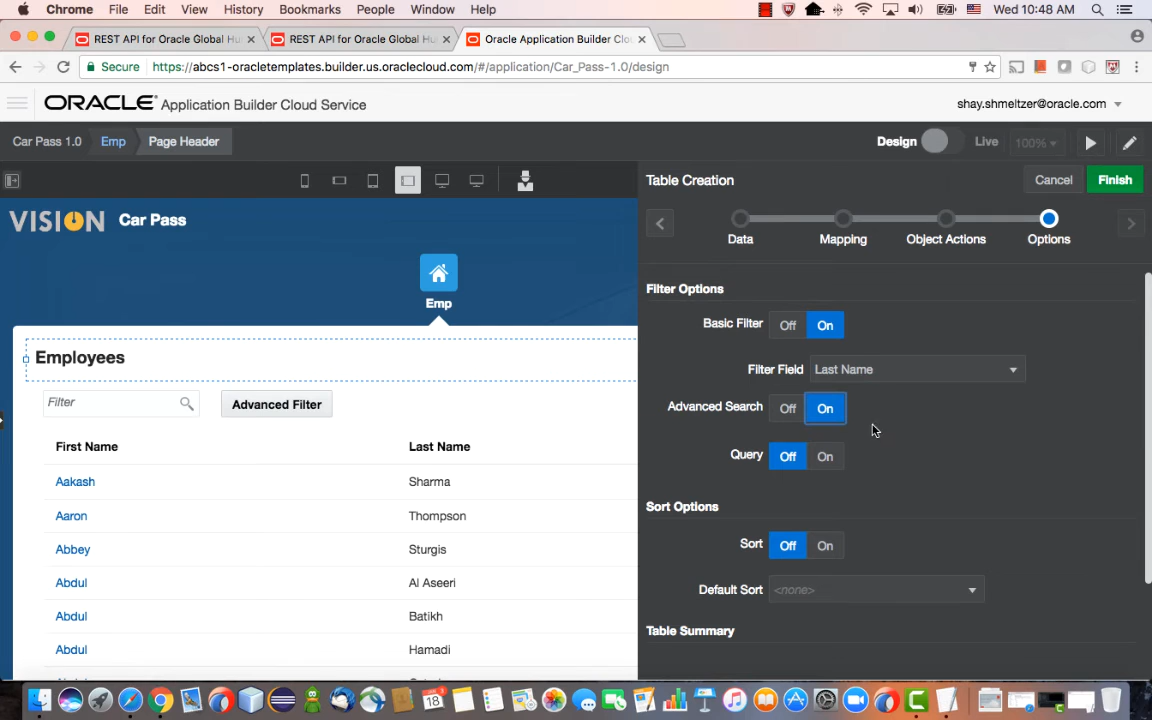 Chrome File Edit View History Bookmarks People Window Help Wed 10:48 AM
REST API for Oracle Global Hu × REST API for Oracle Global Hu × Oracle Application Builder Clo ×
Secure https://abcs1-oracletemplates.builder.us.oraclecloud.com/#/application/Car_Pass-1.0/design
ORACLE® Application Builder Cloud Service shay.shmeltzer@oracle.com
Car Pass 1.0 Emp Page Header Design Live 100%
Table Creation Cancel Finish
VISION Car Pass
Data Mapping Object Actions Options
Emp
Employees
Filter Advanced Filter
First Name Last Name
Aakash Sharma
Aaron Thompson
Abbey Sturgis
Abdul Al Aseeri
Abdul Batikh
Abdul Hamadi
Filter Options
Basic Filter Off On
Filter Field Last Name
Advanced Search Off On
Query Off On
Sort Options
Sort Off On
Default Sort <none>
Table Summary
18